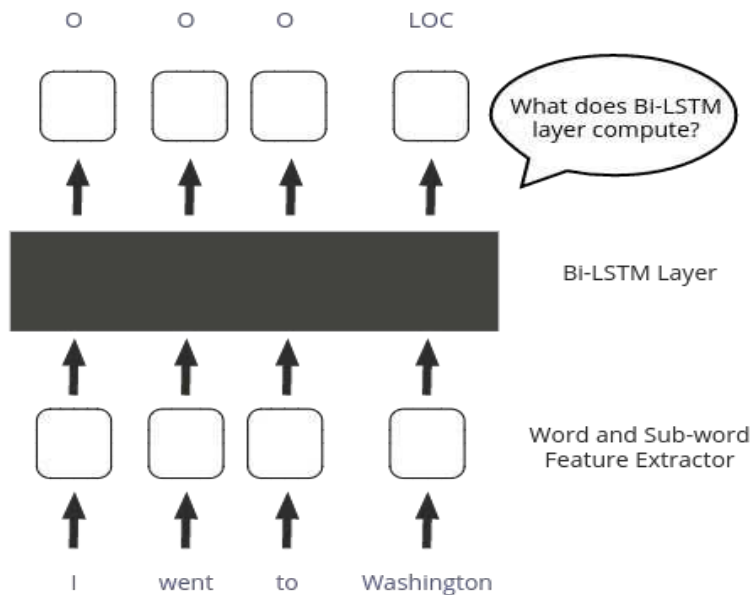 O O O LOC
What does Bi-LSTM
layer compute?
Bi-LSTM Layer
Word and Sub-word
Feature Extractor
I went to Washington